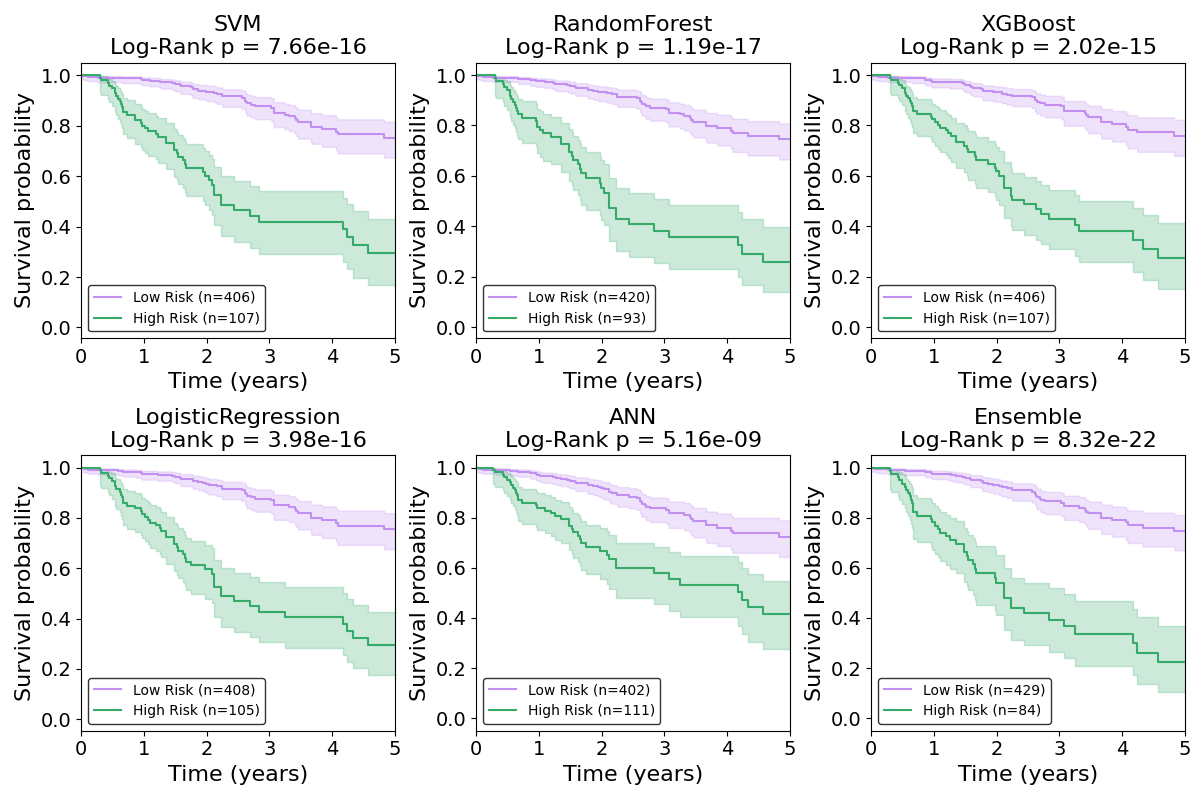 SVM
Log-Rank p = 7.66e-16
Survival probability
1.0
0.8
0.6
0.4
0.2
0.0
Low Risk (n=406)
High Risk (n=107)
0 1 2 3 4 5
Time (years)
RandomForest
Log-Rank p = 1.19e-17
Survival probability
1.0
0.8
0.6
0.4
0.2
0.0
Low Risk (n=420)
High Risk (n=93)
0 1 2 3 4 5
Time (years)
XGBoost
Log-Rank p = 2.02e-15
Survival probability
1.0
0.8
0.6
0.4
0.2
0.0
Low Risk (n=406)
High Risk (n=107)
0 1 2 3 4 5
Time (years)
LogisticRegression
Log-Rank p = 3.98e-16
Survival probability
1.0
0.8
0.6
0.4
0.2
0.0
Low Risk (n=408)
High Risk (n=105)
0 1 2 3 4 5
Time (years)
ANN
Log-Rank p = 5.16e-09
Survival probability
1.0
0.8
0.6
0.4
0.2
0.0
Low Risk (n=402)
High Risk (n=111)
0 1 2 3 4 5
Time (years)
Ensemble
Log-Rank p = 8.32e-22
Survival probability
1.0
0.8
0.6
0.4
0.2
0.0
Low Risk (n=429)
High Risk (n=84)
0 1 2 3 4 5
Time (years)